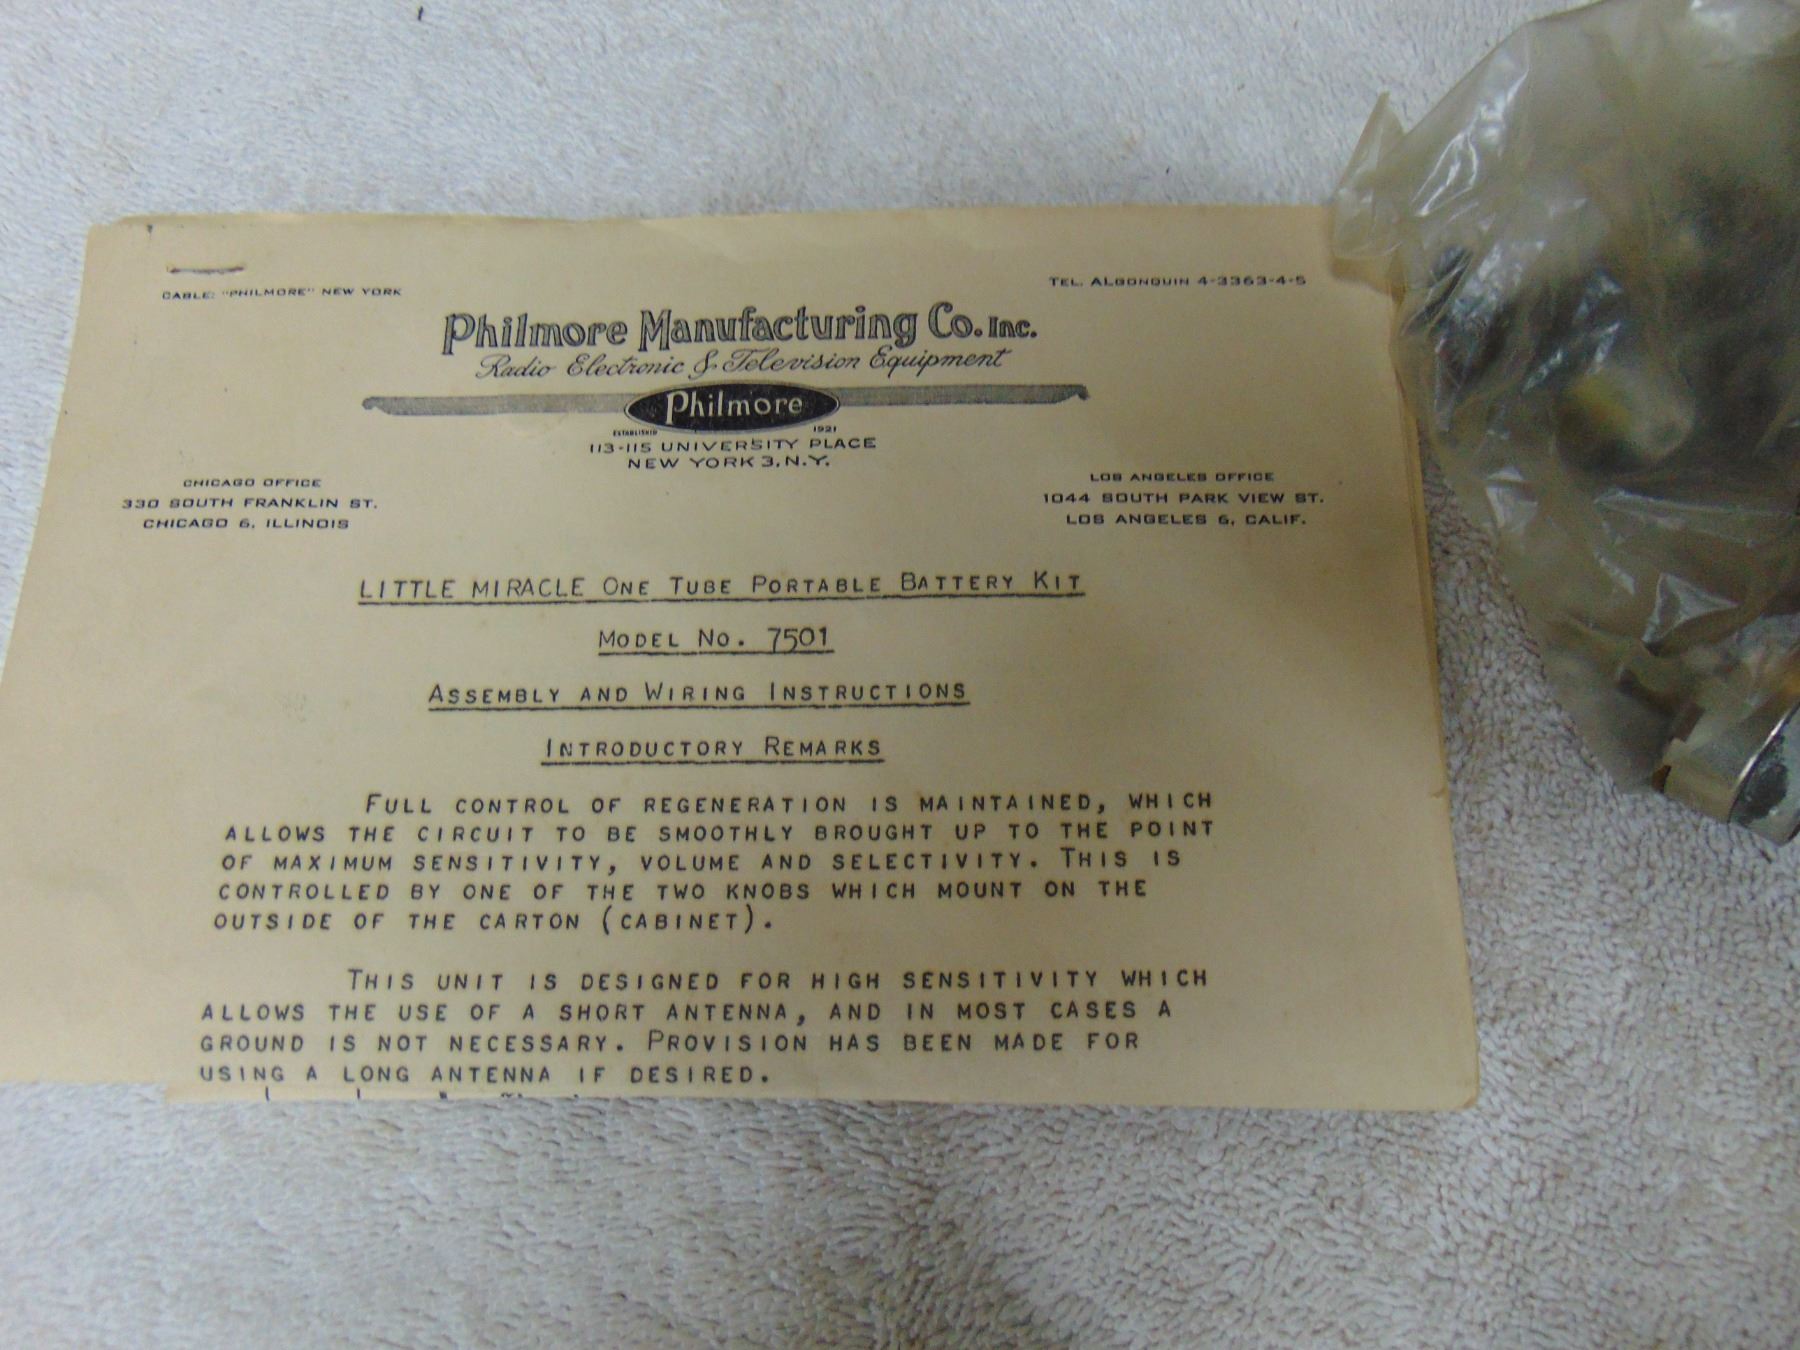 CABLE: "PHILMORE" NEW YORK
TEL. ALGONQUIN 4-3363-4-5
Philmore Manufacturing Co. Inc.
Radio Electronic & Television Equipment
Philmore
ESTABLISHED 1921
113-115 UNIVERSITY PLACE
NEW YORK 3, N.Y.
CHICAGO OFFICE
330 SOUTH FRANKLIN ST.
CHICAGO 6, ILLINOIS
LOS ANGELES OFFICE
1044 SOUTH PARK VIEW ST.
LOS ANGELES 6, CALIF.
LITTLE MIRACLE ONE TUBE PORTABLE BATTERY KIT
MODEL NO. 7501
ASSEMBLY AND WIRING INSTRUCTIONS
INTRODUCTORY REMARKS
FULL CONTROL OF REGENERATION IS MAINTAINED, WHICH
ALLOWS THE CIRCUIT TO BE SMOOTHLY BROUGHT UP TO THE POINT
OF MAXIMUM SENSITIVITY, VOLUME AND SELECTIVITY. THIS IS
CONTROLLED BY ONE OF THE TWO KNOBS WHICH MOUNT ON THE
OUTSIDE OF THE CARTON (CABINET).
THIS UNIT IS DESIGNED FOR HIGH SENSITIVITY WHICH
ALLOWS THE USE OF A SHORT ANTENNA, AND IN MOST CASES A
GROUND IS NOT NECESSARY. PROVISION HAS BEEN MADE FOR
USING A LONG ANTENNA IF DESIRED.